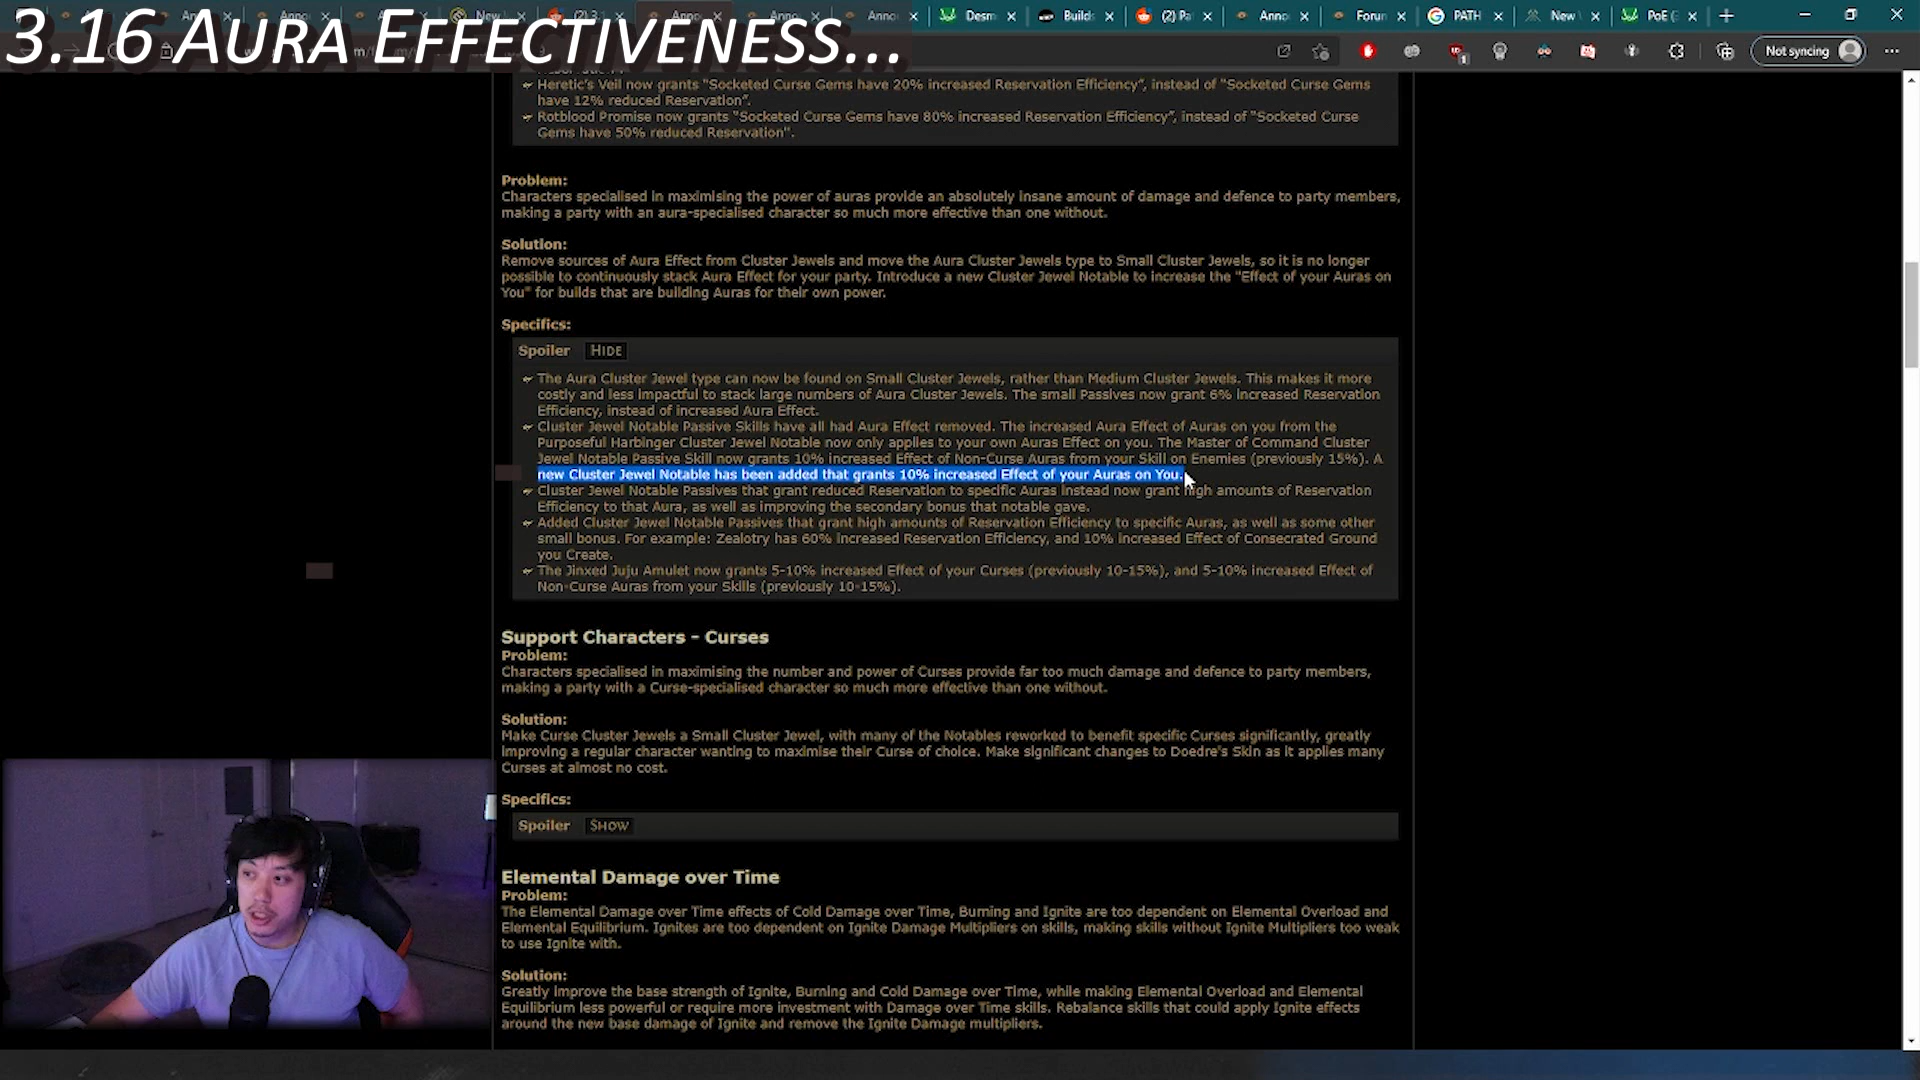 3.16 AURA EFFECTIVENESS...
New
Desm
Builds
(2) Pa
Anno
Forun
PATH
New
PoE (
Not syncing
Heretic's Veil now grants "Socketed Curse Gems have 20% increased Reservation Efficiency", instead of "Socketed Curse Gems
have 12% reduced Reservation".
Rotblood Promise now grants "Socketed Curse Gems have 80% increased Reservation Efficiency", instead of "Socketed Curse
Gems have 50% reduced Reservation".
Problem:
Characters specialised in maximising the power of auras provide an absolutely insane amount of damage and defence to party members,
making a party with an aura-specialised character so much more effective than one without.
Solution:
Remove sources of Aura Effect from Cluster Jewels and move the Aura Cluster Jewels type to Small Cluster Jewels, so it is no longer
possible to continuously stack Aura Effect for your party. Introduce a new Cluster Jewel Notable to increase the "Effect of your Auras on
You" for builds that are building Auras for their own power.
Specifics:
Spoiler HIDE
The Aura Cluster Jewel type can now be found on Small Cluster Jewels, rather than Medium Cluster Jewels. This makes it more
costly and less impactful to stack large numbers of Aura Cluster Jewels. The small Passives now grant 6% increased Reservation
Efficiency, instead of increased Aura Effect.
Cluster Jewel Notable Passive Skills have all had Aura Effect removed. The increased Aura Effect of Auras on you from the
Purposeful Harbinger Cluster Jewel Notable now only applies to your own Auras Effect on you. The Master of Command Cluster
Jewel Notable Passive Skill now grants 10% increased Effect of Non-Curse Auras from your Skill on Enemies (previously 15%). A
new Cluster Jewel Notable has been added that grants 10% increased Effect of your Auras on You.
Cluster Jewel Notable Passives that grant reduced Reservation to specific Auras instead now grant high amounts of Reservation
Efficiency to that Aura, as well as improving the secondary bonus that notable gave.
Added Cluster Jewel Notable Passives that grant high amounts of Reservation Efficiency to specific Auras, as well as some other
small bonus. For example: Zealotry has 60% increased Reservation Efficiency, and 10% increased Effect of Consecrated Ground
you Create.
The Jinxed Juju Amulet now grants 5-10% increased Effect of your Curses (previously 10-15%), and 5-10% increased Effect of
Non-Curse Auras from your Skills (previously 10-15%).
Support Characters - Curses
Problem:
Characters specialised in maximising the number and power of Curses provide far too much damage and defence to party members,
making a party with a Curse-specialised character so much more effective than one without.
Solution:
Make Curse Cluster Jewels a Small Cluster Jewel, with many of the Notables reworked to benefit specific Curses significantly, greatly
improving a regular character wanting to maximise their Curse of choice. Make significant changes to Doedre's Skin as it applies many
Curses at almost no cost.
Specifics:
Spoiler SHOW
Elemental Damage over Time
Problem:
The Elemental Damage over Time effects of Cold Damage over Time, Burning and Ignite are too dependent on Elemental Overload and
Elemental Equilibrium. Ignites are too dependent on Ignite Damage Multipliers on skills, making skills without Ignite Multipliers too weak
to use Ignite with.
Solution:
Greatly improve the base strength of Ignite, Burning and Cold Damage over Time, while making Elemental Overload and Elemental
Equilibrium less powerful or require more investment with Damage over Time skills. Rebalance skills that could apply Ignite effects
around the new base damage of Ignite and remove the Ignite Damage multipliers.